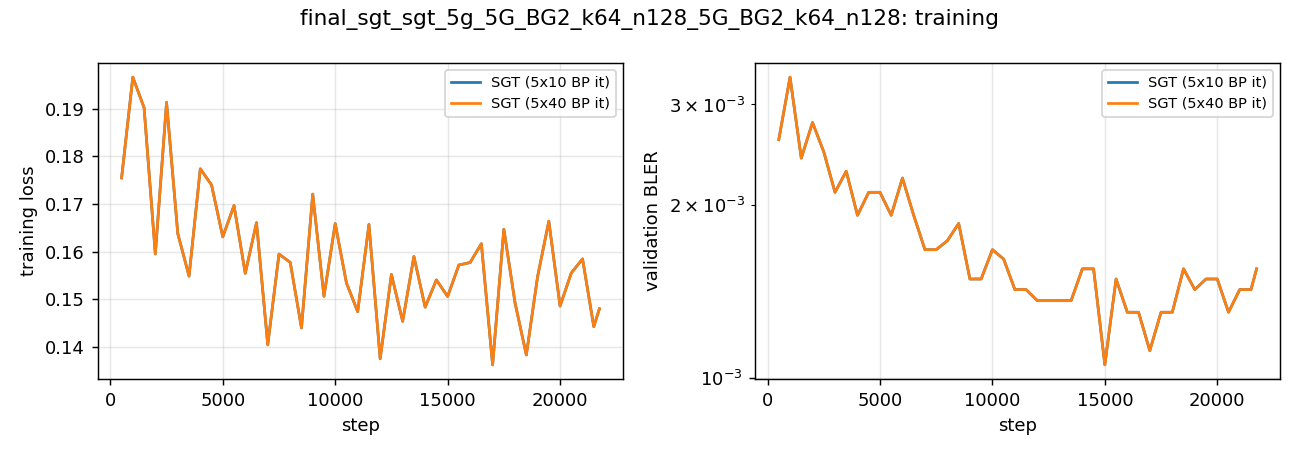 final_sgt_sgt_5g_5G_BG2_k64_n128_5G_BG2_k64_n128: training
training loss
0.19
0.18
0.17
0.16
0.15
0.14
SGT (5x10 BP it)
SGT (5x40 BP it)
0
5000
10000
15000
20000
step
validation BLER
3 × 10⁻³
2 × 10⁻³
10⁻³
SGT (5x10 BP it)
SGT (5x40 BP it)
0
5000
10000
15000
20000
step